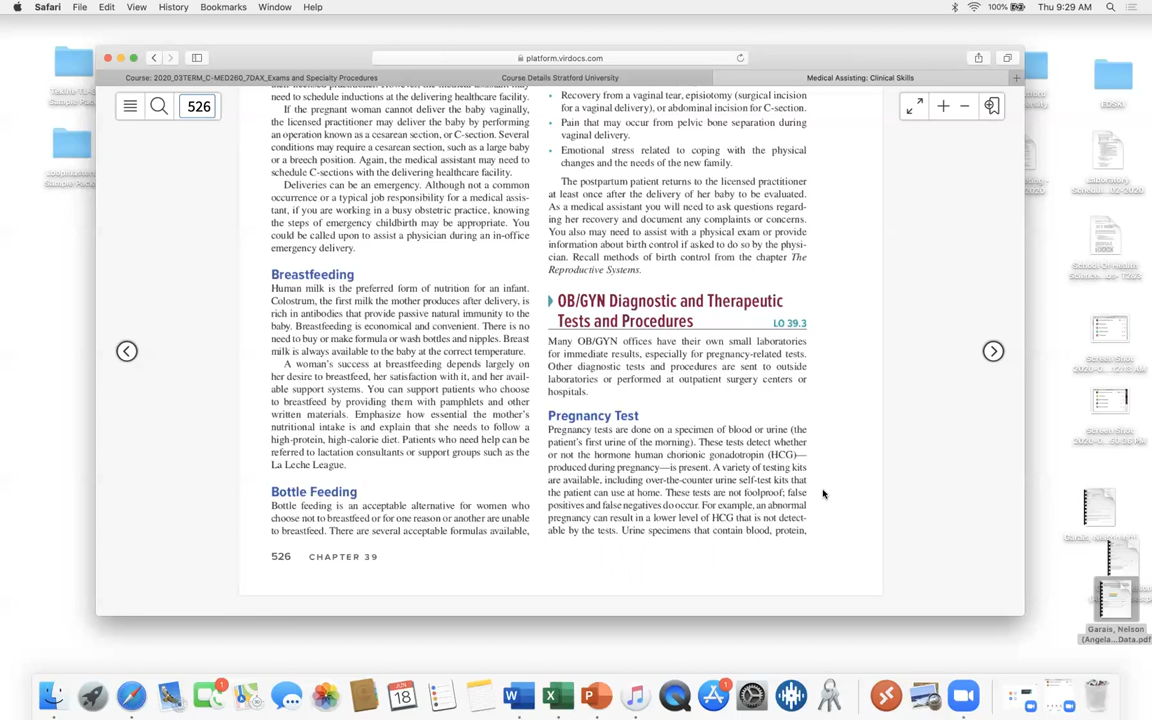 Safari File Edit View History Bookmarks Window Help
100% Thu 9:29 AM
platform.virdocs.com
Course: 2020_03TERM_C-MED260_7DAX_Exams and Specialty Procedures
Course Details Stratford University
Medical Assisting: Clinical Skills
526
need to schedule inductions at the delivering healthcare facility.
If the pregnant woman cannot deliver the baby vaginally,
the licensed practitioner may deliver the baby by performing
an operation known as a cesarean section, or C-section. Several
conditions may require a cesarean section, such as a large baby
or a breech position. Again, the medical assistant may need to
schedule C-sections with the delivering healthcare facility.
Deliveries can be an emergency. Although not a common
occurrence or a typical job responsibility for a medical assis-
tant, if you are working in a busy obstetric practice, knowing
the steps of emergency childbirth may be appropriate. You
could be called upon to assist a physician during an in-office
emergency delivery.
Breastfeeding
Human milk is the preferred form of nutrition for an infant.
Colostrum, the first milk the mother produces after delivery, is
rich in antibodies that provide passive natural immunity to the
baby. Breastfeeding is economical and convenient. There is no
need to buy or make formula or wash bottles and nipples. Breast
milk is always available to the baby at the correct temperature.
A woman's success at breastfeeding depends largely on
her desire to breastfeed, her satisfaction with it, and her avail-
able support systems. You can support patients who choose
to breastfeed by providing them with pamphlets and other
written materials. Emphasize how essential the mother's
nutritional intake is and explain that she needs to follow a
high-protein, high-calorie diet. Patients who need help can be
referred to lactation consultants or support groups such as the
La Leche League.
Bottle Feeding
Bottle feeding is an acceptable alternative for women who
choose not to breastfeed or for one reason or another are unable
to breastfeed. There are several acceptable formulas available,
526 CHAPTER 39
• Recovery from a vaginal tear, episiotomy (surgical incision
for a vaginal delivery), or abdominal incision for C-section.
• Pain that may occur from pelvic bone separation during
vaginal delivery.
• Emotional stress related to coping with the physical
changes and the needs of the new family.
The postpartum patient returns to the licensed practitioner
at least once after the delivery of her baby to be evaluated.
As a medical assistant you will need to ask questions regard-
ing her recovery and document any complaints or concerns.
You also may need to assist with a physical exam or provide
information about birth control if asked to do so by the physi-
cian. Recall methods of birth control from the chapter The
Reproductive Systems.
OB/GYN Diagnostic and Therapeutic
Tests and Procedures LO 39.3
Many OB/GYN offices have their own small laboratories
for immediate results, especially for pregnancy-related tests.
Other diagnostic tests and procedures are sent to outside
laboratories or performed at outpatient surgery centers or
hospitals.
Pregnancy Test
Pregnancy tests are done on a specimen of blood or urine (the
patient's first urine of the morning). These tests detect whether
or not the hormone human chorionic gonadotropin (HCG)—
produced during pregnancy—is present. A variety of testing kits
are available, including over-the-counter urine self-test kits that
the patient can use at home. These tests are not foolproof; false
positives and false negatives do occur. For example, an abnormal
pregnancy can result in a lower level of HCG that is not detect-
able by the tests. Urine specimens that contain blood, protein,
EDSKI
Laboratory
School Of Health
Screen Shot
Screen Shot
Garais, Nelson
(Angela...Data.pdf
JUN
18
1
1